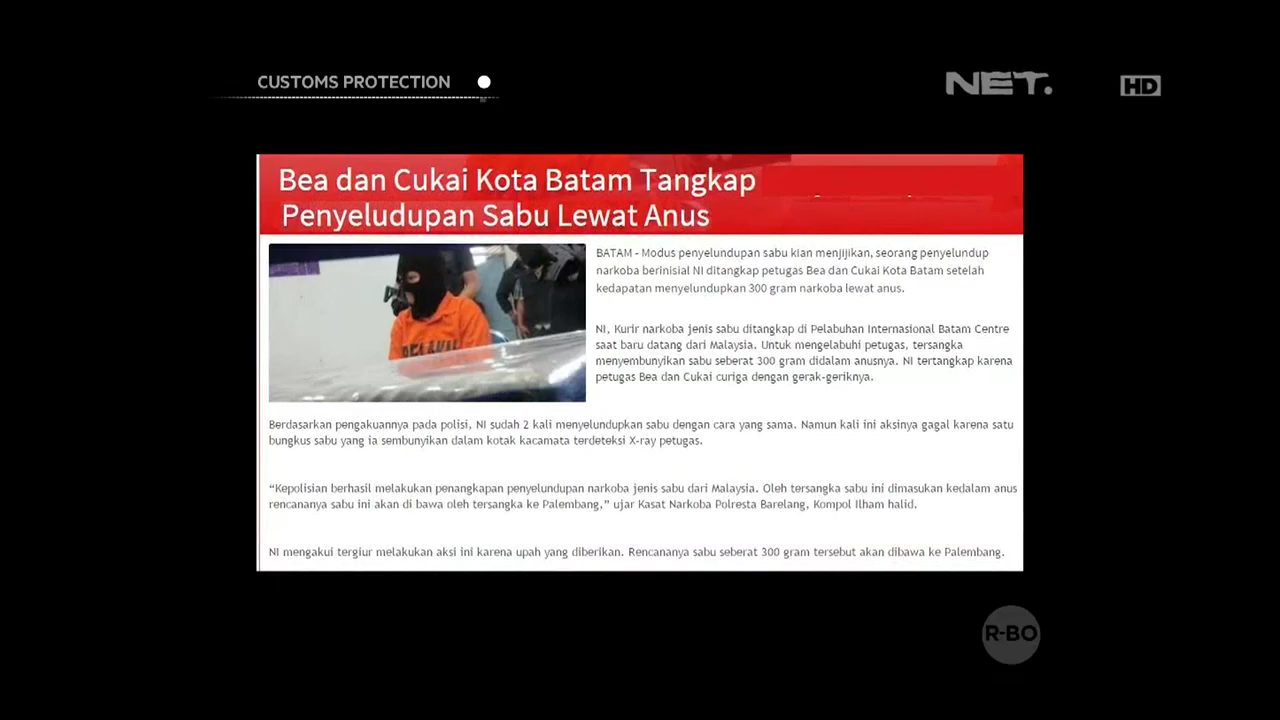 CUSTOMS PROTECTION
NET.
HD
Bea dan Cukai Kota Batam Tangkap
Penyeludupan Sabu Lewat Anus
BATAM - Modus penyelundupan sabu kian menjijikan, seorang penyelundup
narkoba berinisial NI ditangkap petugas Bea dan Cukai Kota Batam setelah
kedapatan menyelundupkan 300 gram narkoba lewat anus.
NI, Kurir narkoba jenis sabu ditangkap di Pelabuhan Internasional Batam Centre
saat baru datang dari Malaysia. Untuk mengelabuhi petugas, tersangka
menyembunyikan sabu seberat 300 gram didalam anusnya. NI tertangkap karena
petugas Bea dan Cukai curiga dengan gerak-geriknya.
Berdasarkan pengakuannya pada polisi, NI sudah 2 kali menyelundupkan sabu dengan cara yang sama. Namun kali ini aksinya gagal karena satu
bungkus sabu yang ia sembunyikan dalam kotak kacamata terdeteksi X-ray petugas.
“Kepolisian berhasil melakukan penangkapan penyelundupan narkoba jenis sabu dari Malaysia. Oleh tersangka sabu ini dimasukan kedalam anus
rencananya sabu ini akan di bawa oleh tersangka ke Palembang,” ujar Kasat Narkoba Polresta Barelang, Kompol Ilham halid.
NI mengakui tergiur melakukan aksi ini karena upah yang diberikan. Rencananya sabu seberat 300 gram tersebut akan dibawa ke Palembang.
R-BO